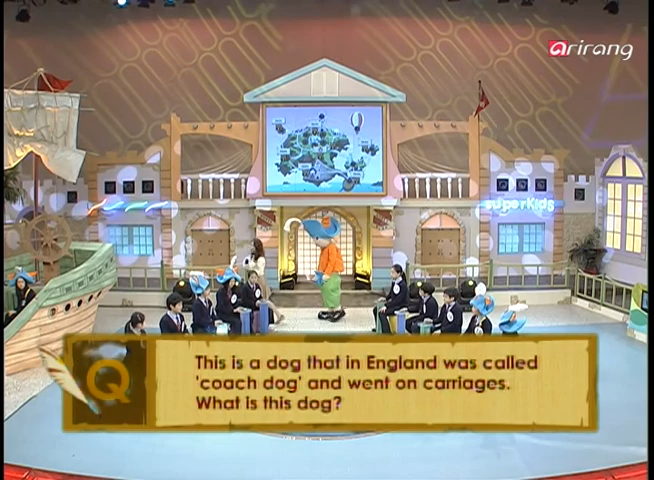 arirang
superKids
Q
This is a dog that in England was called
'coach dog' and went on carriages.
What is this dog?